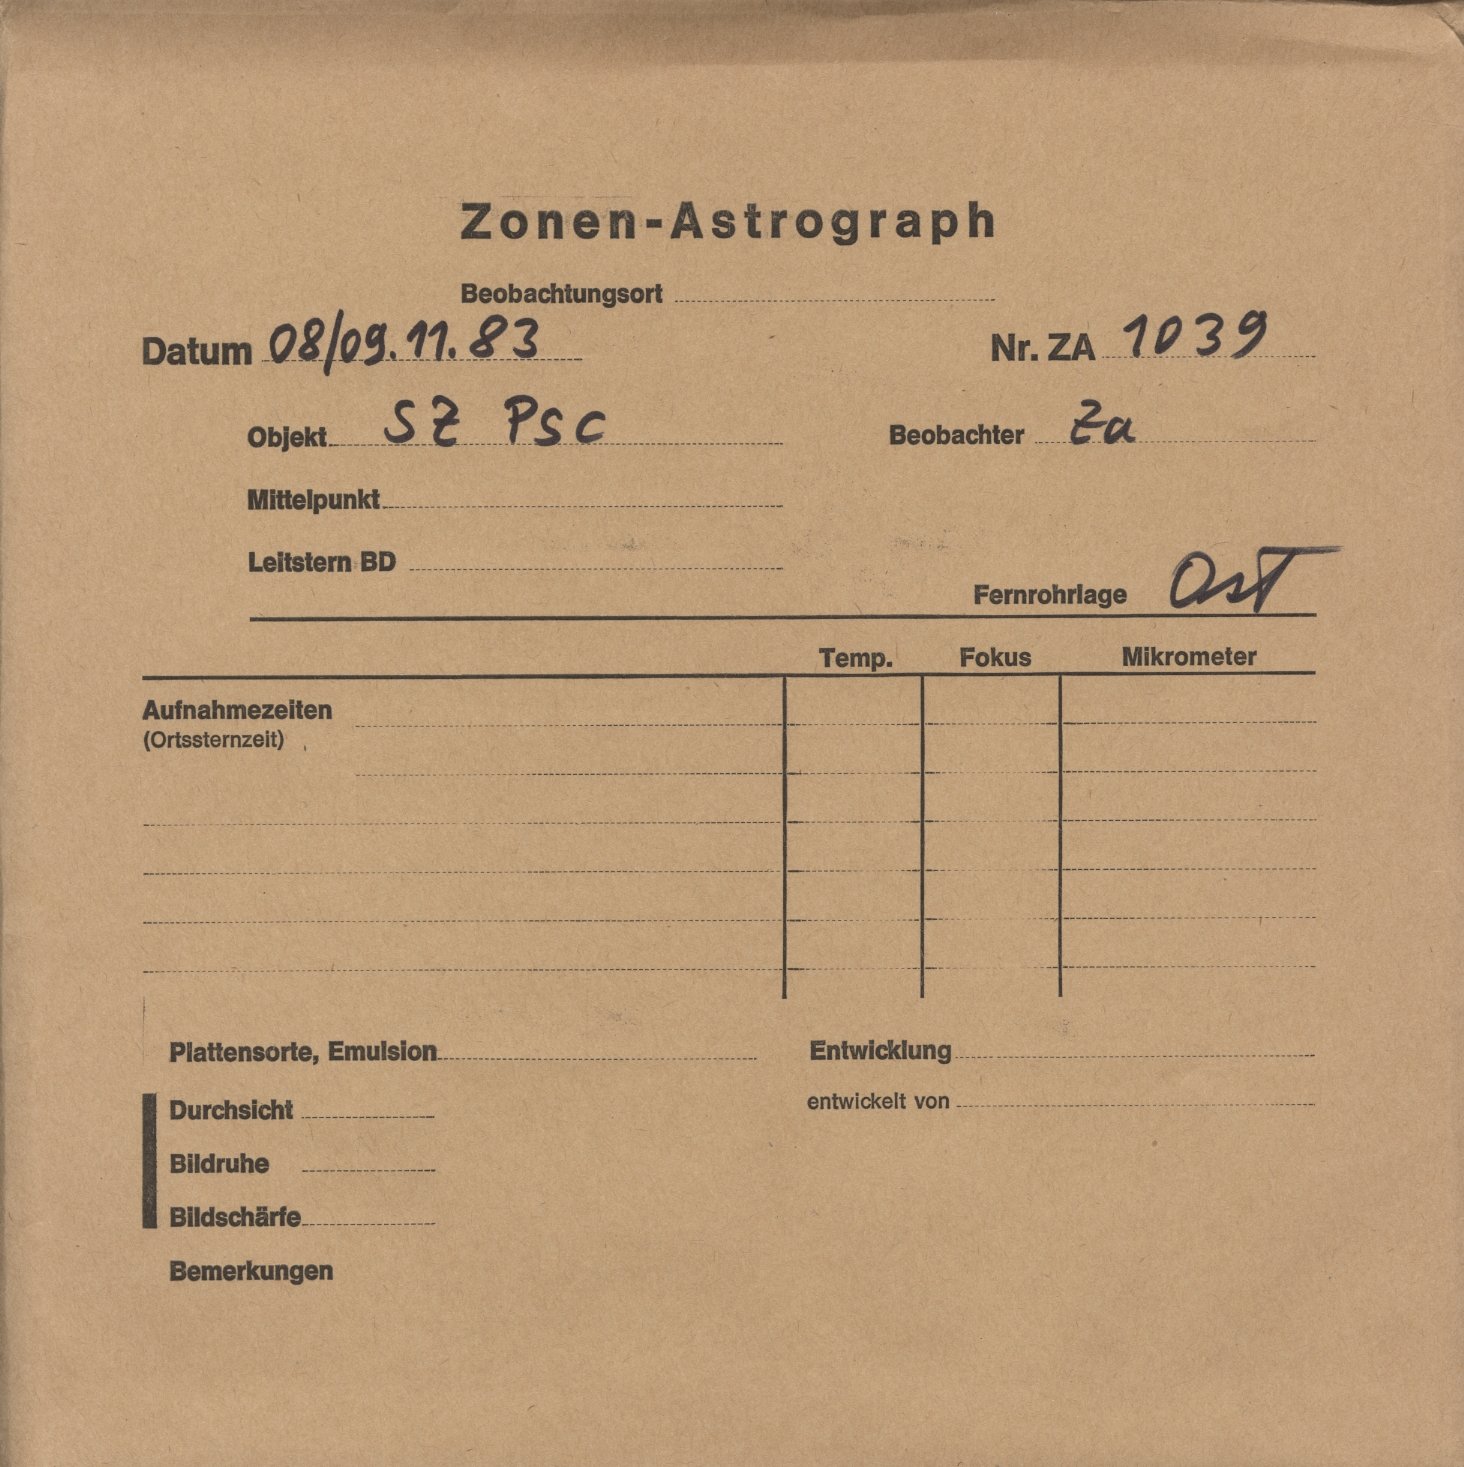 Zonen-Astrograph
Beobachtungsort
Datum 08/09.11.83 Nr. ZA 1039
Objekt SZ Psc Beobachter Za
Mittelpunkt
Leitstern BD
Fernrohrlage Ost
Temp. Fokus Mikrometer
Aufnahmezeiten
(Ortssternzeit)
Plattensorte, Emulsion Entwicklung
Durchsicht entwickelt von
Bildruhe
Bildschärfe
Bemerkungen